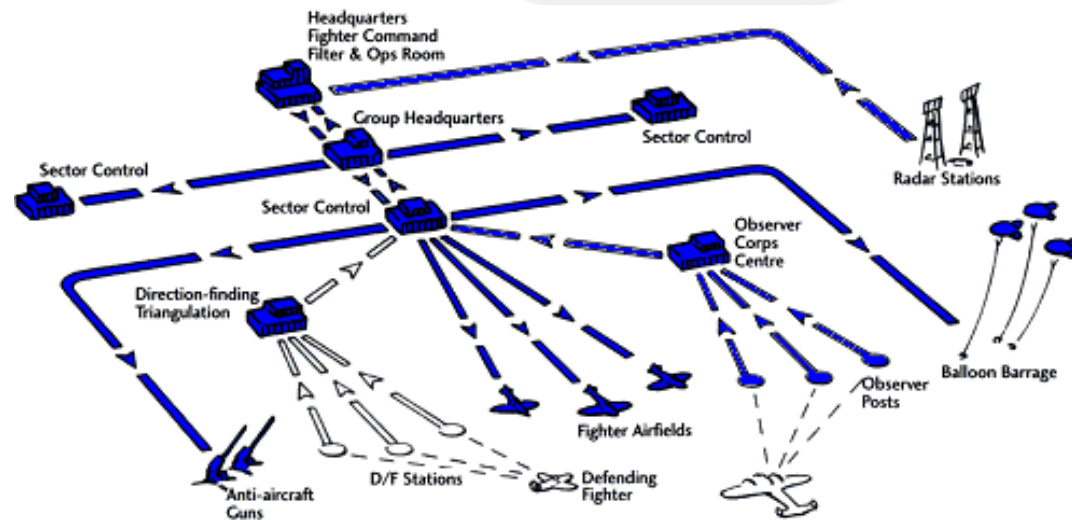 Headquarters
Fighter Command
Filter & Ops Room
Group Headquarters
Sector Control
Sector Control
Radar Stations
Sector Control
Observer
Corps
Centre
Direction-finding
Triangulation
Balloon Barrage
Observer
Posts
Fighter Airfields
D/F Stations
Defending
Fighter
Anti-aircraft
Guns